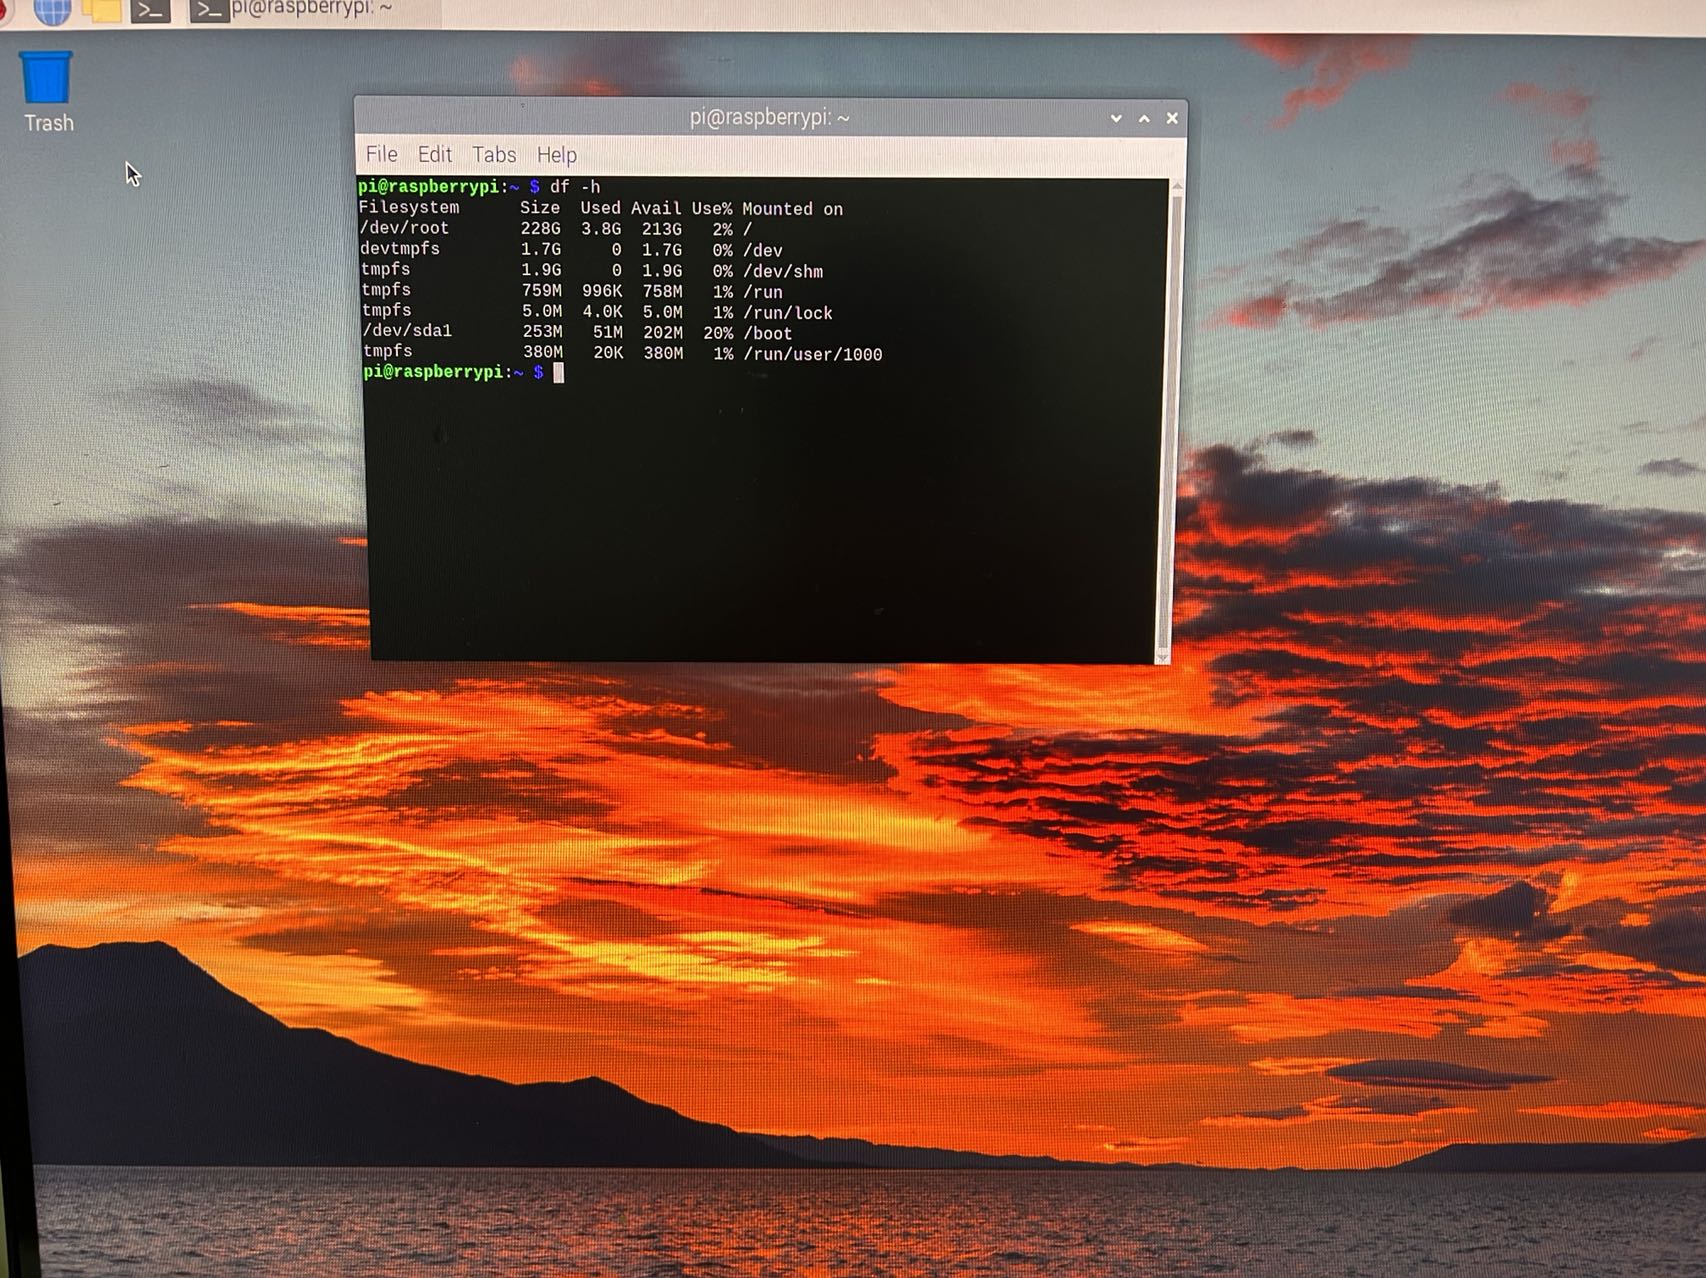 pi@raspberrypi: ~
Trash
pi@raspberrypi: ~
File Edit Tabs Help
pi@raspberrypi:~ $ df -h
Filesystem      Size  Used Avail Use% Mounted on
/dev/root       228G  3.8G  213G   2% /
devtmpfs        1.7G     0  1.7G   0% /dev
tmpfs           1.9G     0  1.9G   0% /dev/shm
tmpfs           759M  996K  758M   1% /run
tmpfs           5.0M  4.0K  5.0M   1% /run/lock
/dev/sda1       253M   51M  202M  20% /boot
tmpfs           380M   20K  380M   1% /run/user/1000
pi@raspberrypi:~ $